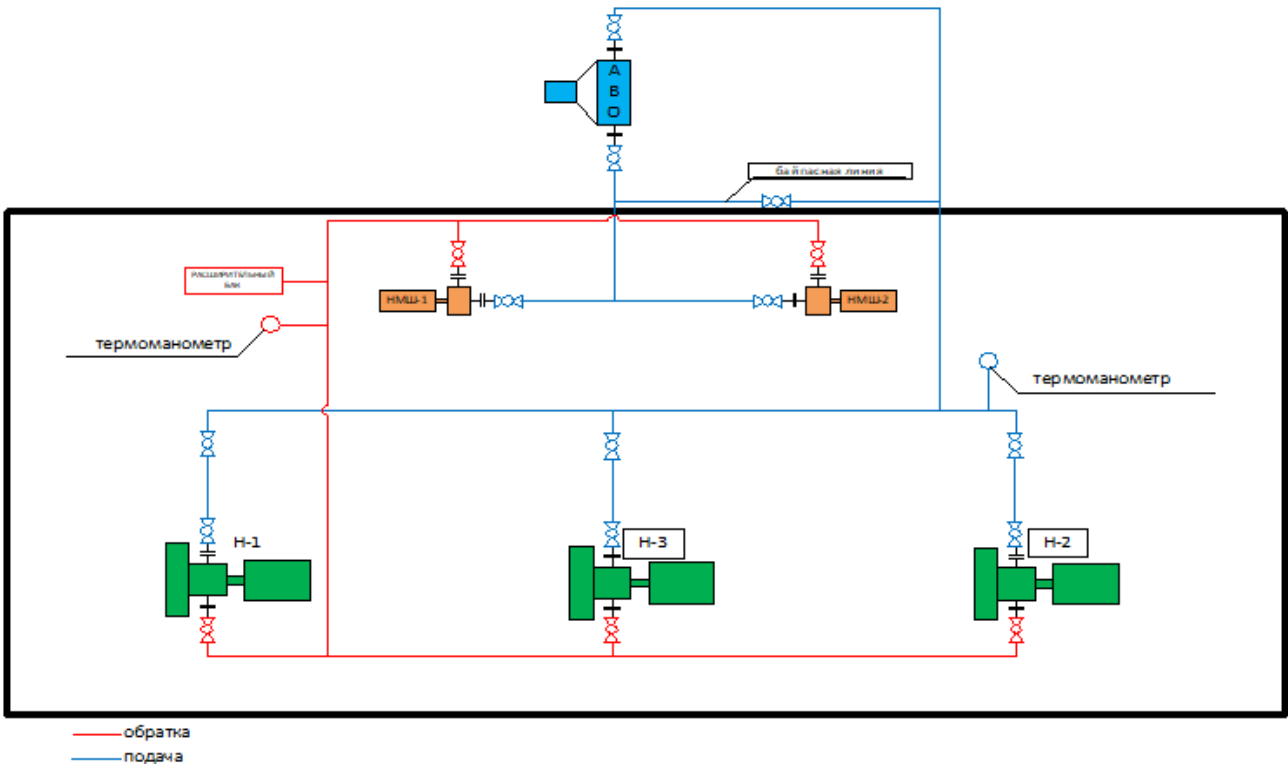 А
В
О
байпасная линия
РАСШИРИТЕЛЬНЫЙ
БАК
НМШ-1
НМШ-2
термоманометр
термоманометр
Н-1
Н-3
Н-2
обратка
подача